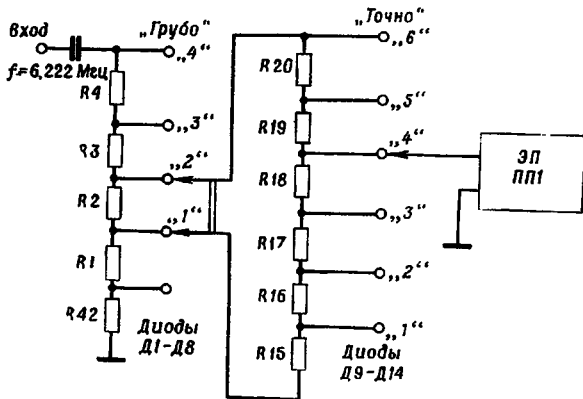 Вход
„Грубо“
„4“
f=6,222 Мгц
R4
„3“
R3
„2“
R2
„1“
R1
R42
Диоды
Д1–Д8
„Точно“
„6“
R20
„5“
R19
„4“
R18
„3“
R17
„2“
R16
„1“
R15
Диоды
Д9–Д14
ЭП
ПП1